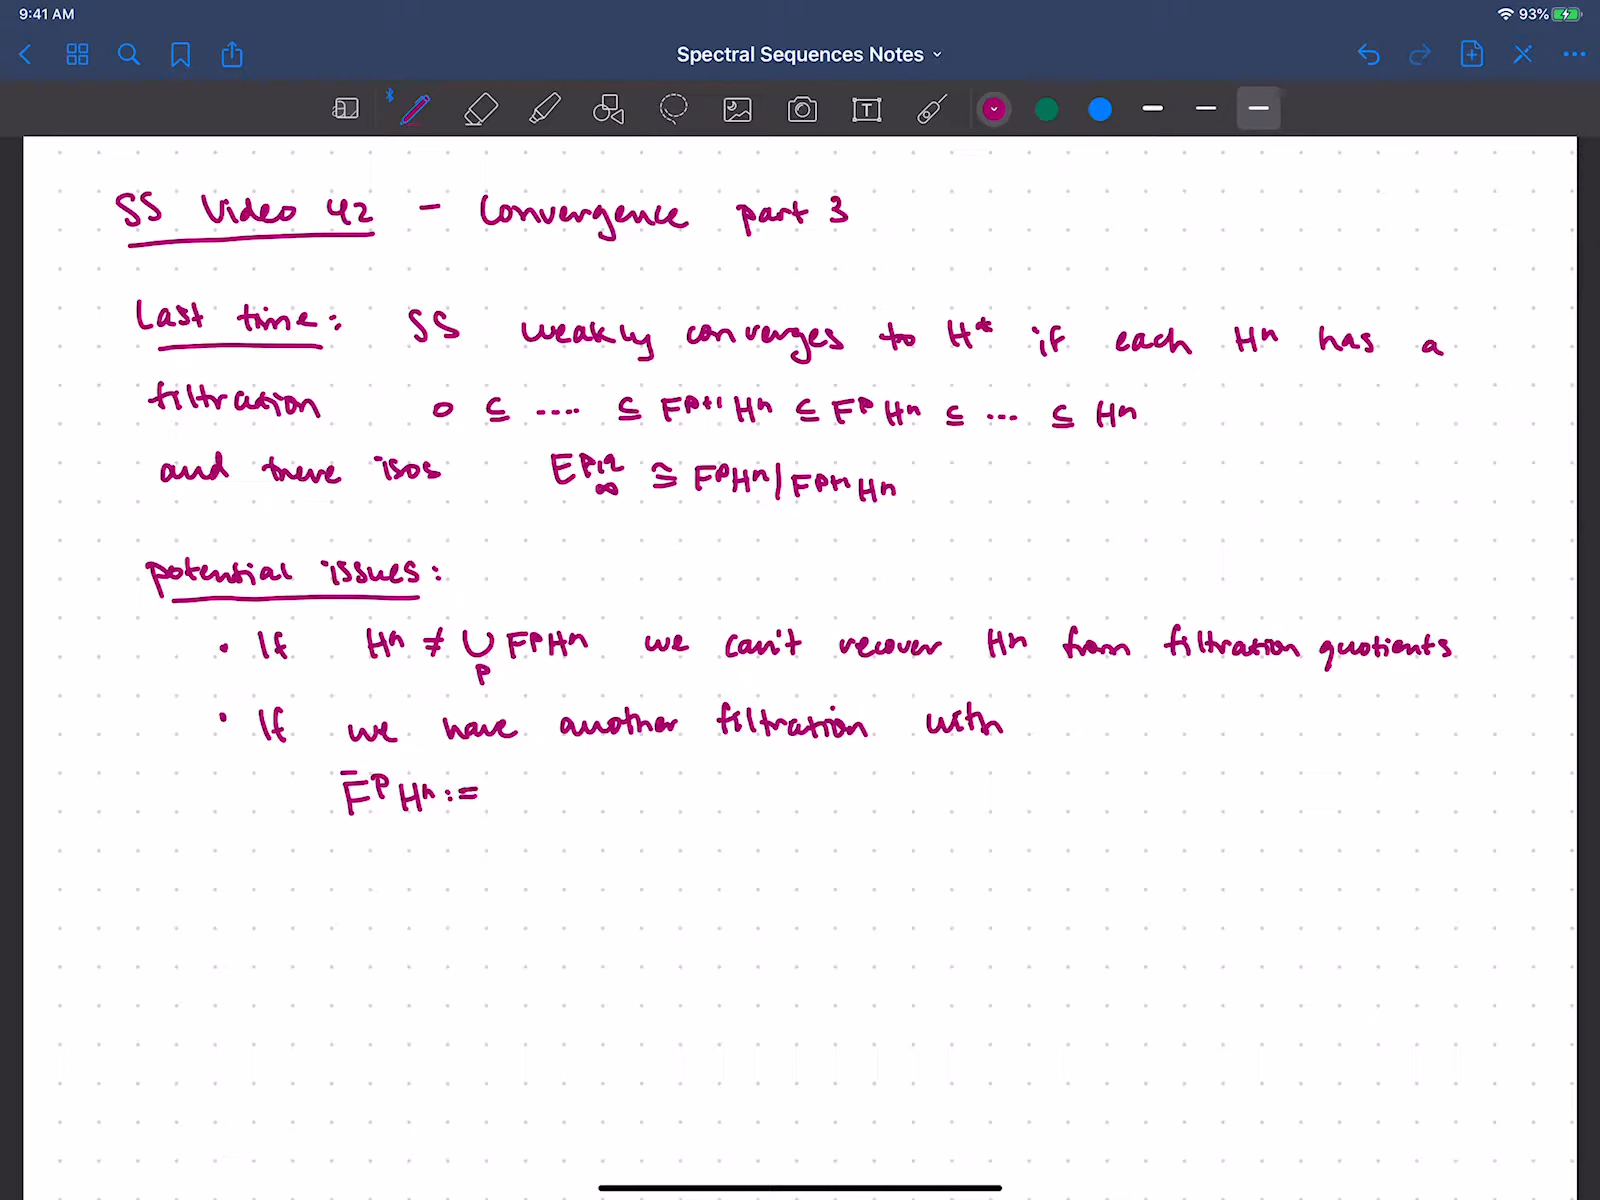 9:41 AM
93%
Spectral Sequences Notes
SS Video 42 – Convergence part 3
Last time: SS weakly converges to H* if each Hⁿ has a
filtration 0 ⊆ .... ⊆ Fᵖ⁺¹Hⁿ ⊆ FᵖHⁿ ⊆ ... ⊆ Hⁿ
and there isos E_∞^{p,q} ≅ FᵖHⁿ/Fᵖ⁺¹Hⁿ
potential issues:
• If Hⁿ ≠ ∪_p FᵖHⁿ we can't recover Hⁿ from filtration quotients
• If we have another filtration with
F̄ᵖHⁿ :=